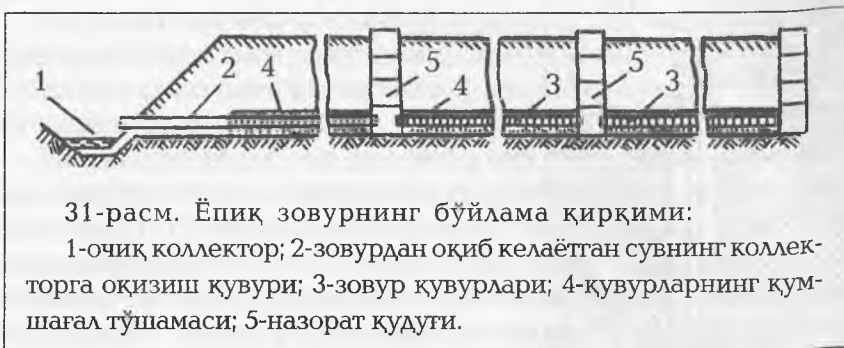 1 2 4 5 4 3 5 3
31-расм. Ёпиқ зовурнинг бўйлама қирқими:
1-очиқ коллектор; 2-зовурдан оқиб келаётган сувнинг коллек-
торга оқизиш қувури; 3-зовур қувурлари; 4-қувурларнинг қум-
шағал тўшамаси; 5-назорат қудуғи.